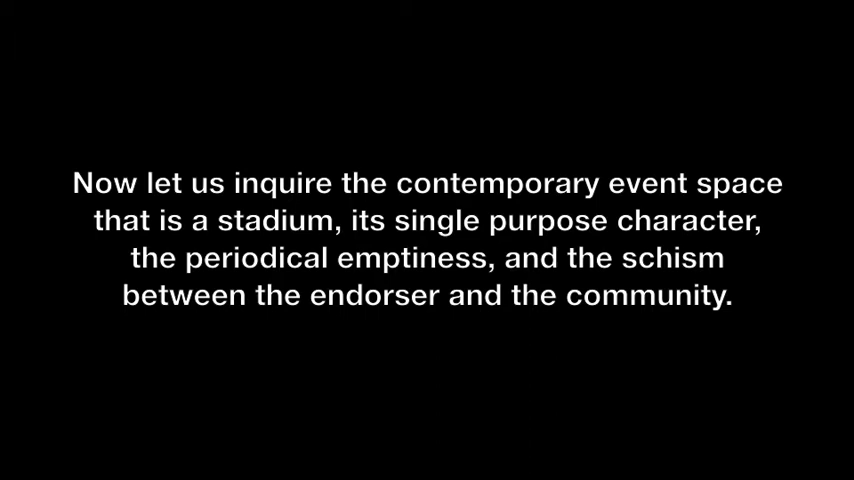 Now let us inquire the contemporary event space
that is a stadium, its single purpose character,
the periodical emptiness, and the schism
between the endorser and the community.